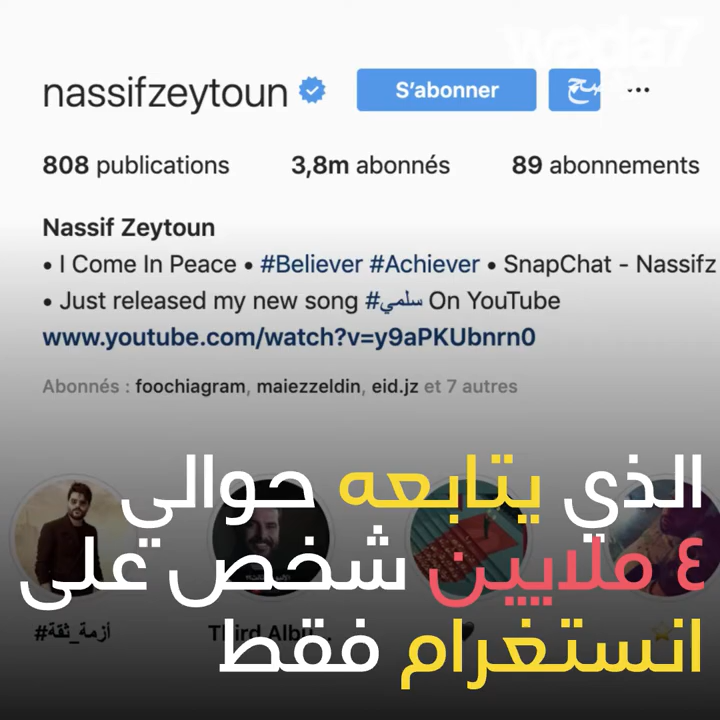 wada7
nassifzeytoun
S'abonner
808 publications 3,8m abonnés 89 abonnements
Nassif Zeytoun
• I Come In Peace • #Believer #Achiever • SnapChat - Nassifz
• Just released my new song #سلمي On YouTube
www.youtube.com/watch?v=y9aPKUbnrn0
Abonnés : foochiagram, maiezzeldin, eid.jz et 7 autres
الذي يتابعه حوالي
٤ ملايين شخص على
انستغرام فقط
#أزمة_ثقة Third Albu